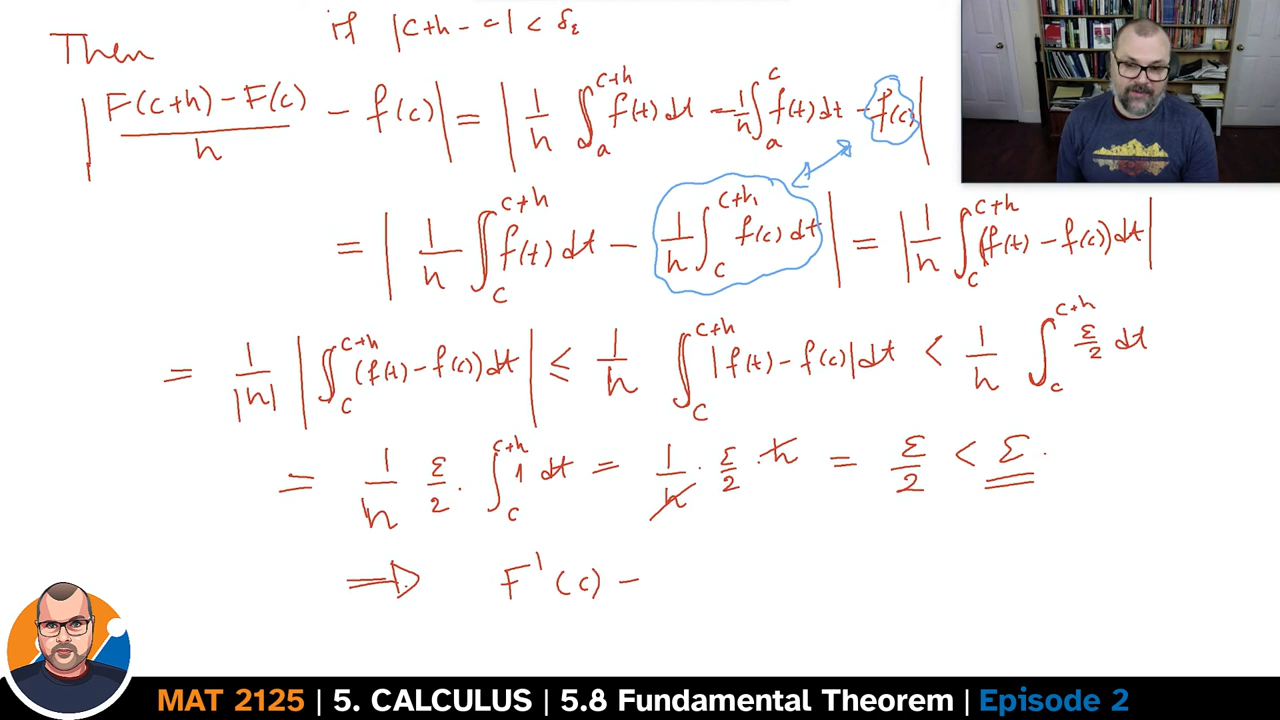 if |c+h - c| < δ_ε
Then
| F(c+h) - F(c) / h - f(c) | = | 1/h ∫_a^{c+h} f(t) dt - 1/h ∫_a^c f(t) dt - f(c) |
= | 1/h ∫_c^{c+h} f(t) dt - 1/h ∫_c^{c+h} f(c) dt | = | 1/h ∫_c^{c+h} (f(t) - f(c)) dt |
= 1/|h| | ∫_c^{c+h} (f(t) - f(c)) dt | ≤ 1/h ∫_c^{c+h} |f(t) - f(c)| dt < 1/h ∫_c^{c+h} ε/2 dt
= 1/h ε/2 · ∫_c^{c+h} 1 dt = 1/h · ε/2 · h = ε/2 < ε.
⇒ F'(c) -
MAT 2125 | 5. CALCULUS | 5.8 Fundamental Theorem | Episode 2